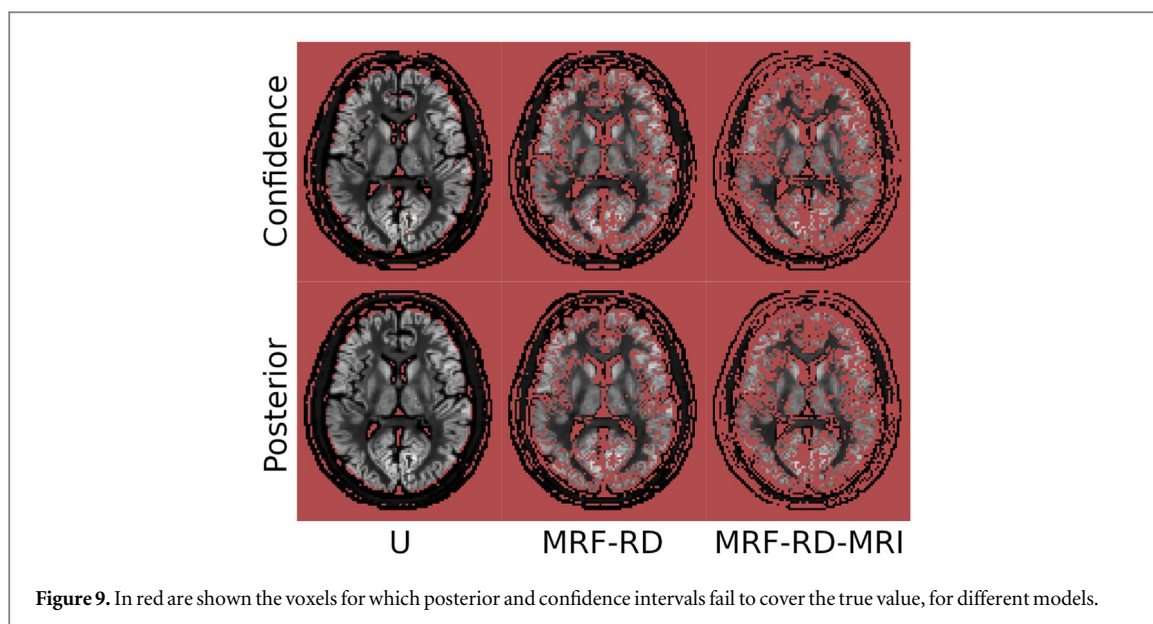 Confidence
Posterior
U MRF-RD MRF-RD-MRI
Figure 9. In red are shown the voxels for which posterior and confidence intervals fail to cover the true value, for different models.